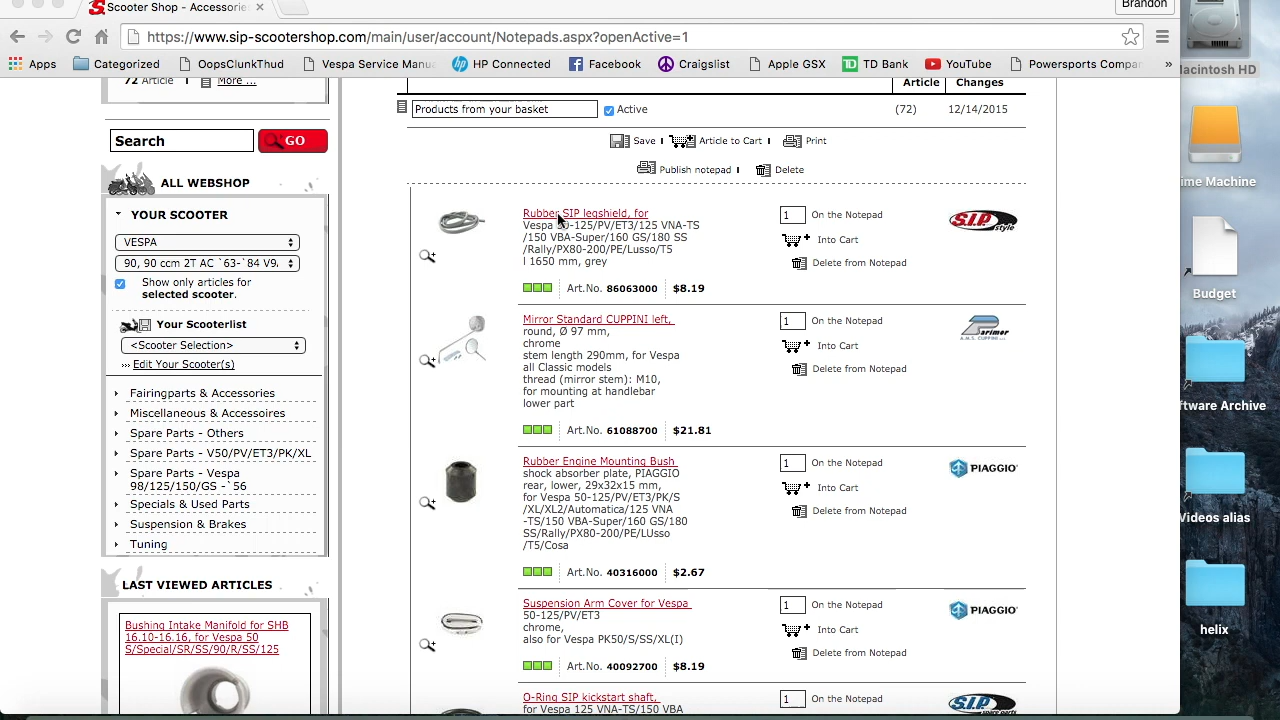 Scooter Shop - Accessorie
Brandon
https://www.sip-scootershop.com/main/user/account/Notepads.aspx?openActive=1
Apps Categorized OopsClunkThud Vespa Service Manu HP Connected Facebook Craigslist Apple GSX TD Bank YouTube Powersports Compan »
72 Article More ...
Search GO
ALL WEBSHOP
YOUR SCOOTER
VESPA
90, 90 ccm 2T AC `63-`84 V9A
Show only articles for
selected scooter.
Your Scooterlist
<Scooter Selection>
Edit Your Scooter(s)
Fairingparts & Accessories
Miscellaneous & Accessoires
Spare Parts - Others
Spare Parts - V50/PV/ET3/PK/XL
Spare Parts - Vespa
98/125/150/GS -`56
Specials & Used Parts
Suspension & Brakes
Tuning
LAST VIEWED ARTICLES
Bushing Intake Manifold for SHB
16.10-16.16, for Vespa 50
S/Special/SR/SS/90/R/SS/125
Article Changes
Products from your basket Active (72) 12/14/2015
Save Article to Cart Print
Publish notepad Delete
Rubber SIP legshield, for
Vespa 50-125/PV/ET3/125 VNA-TS
/150 VBA-Super/160 GS/180 SS
/Rally/PX80-200/PE/Lusso/T5
l 1650 mm, grey
Art.No. 86063000 $8.19
1 On the Notepad
Into Cart
Delete from Notepad
S.I.P. style
Mirror Standard CUPPINI left,
round, Ø 97 mm,
chrome
stem length 290mm, for Vespa
all Classic models
thread (mirror stem): M10,
for mounting at handlebar
lower part
Art.No. 61088700 $21.81
1 On the Notepad
Into Cart
Delete from Notepad
A.M.S. CUPPINI
Rubber Engine Mounting Bush
shock absorber plate, PIAGGIO
rear, lower, 29x32x15 mm,
for Vespa 50-125/PV/ET3/PK/S
/XL/XL2/Automatica/125 VNA
-TS/150 VBA-Super/160 GS/180
SS/Rally/PX80-200/PE/LUsso
/T5/Cosa
Art.No. 40316000 $2.67
1 On the Notepad
Into Cart
Delete from Notepad
PIAGGIO
Suspension Arm Cover for Vespa
50-125/PV/ET3
chrome,
also for Vespa PK50/S/SS/XL(I)
Art.No. 40092700 $8.19
1 On the Notepad
Into Cart
Delete from Notepad
PIAGGIO
O-Ring SIP kickstart shaft,
for Vespa 125 VNA-TS/150 VBA
1 On the Notepad
S.I.P.
Macintosh HD
ime Machine
Budget
ftware Archive
Videos alias
helix